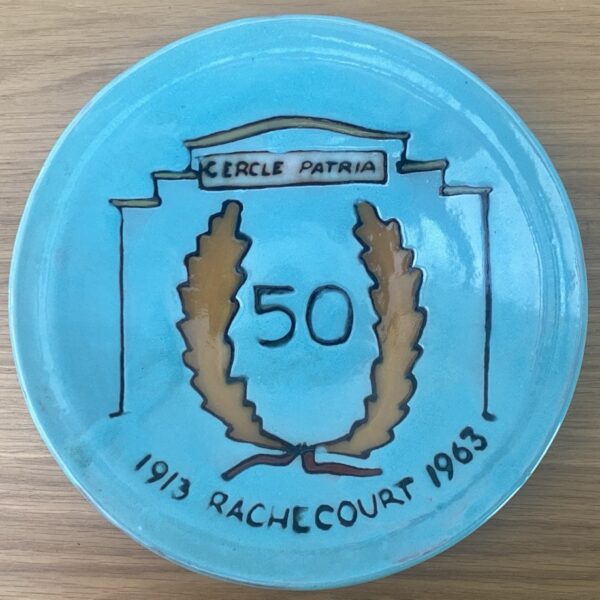 CERCLE PATRIA
50
1913 RACHECOURT 1963